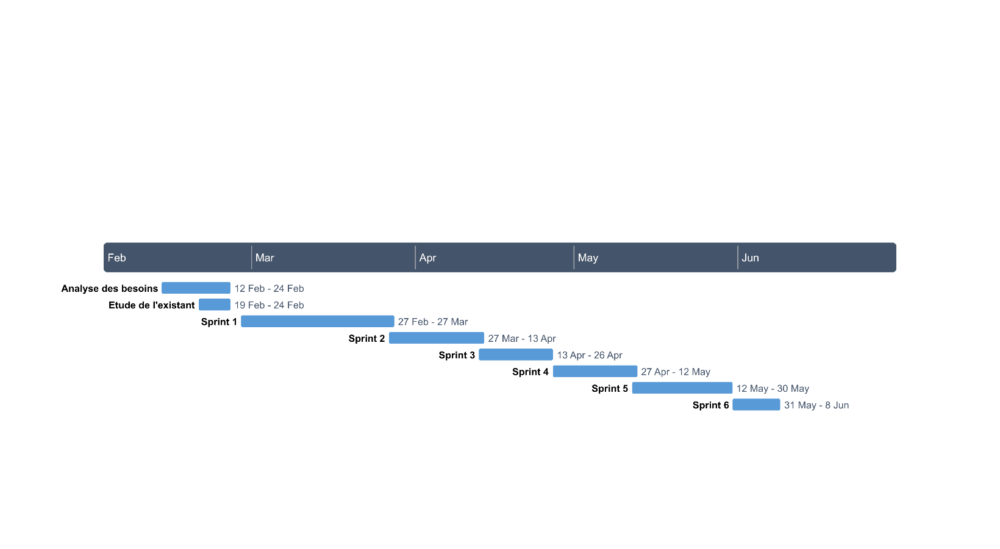 Feb Mar Apr May Jun
Analyse des besoins 12 Feb - 24 Feb
Etude de l'existant 19 Feb - 24 Feb
Sprint 1 27 Feb - 27 Mar
Sprint 2 27 Mar - 13 Apr
Sprint 3 13 Apr - 26 Apr
Sprint 4 27 Apr - 12 May
Sprint 5 12 May - 30 May
Sprint 6 31 May - 8 Jun